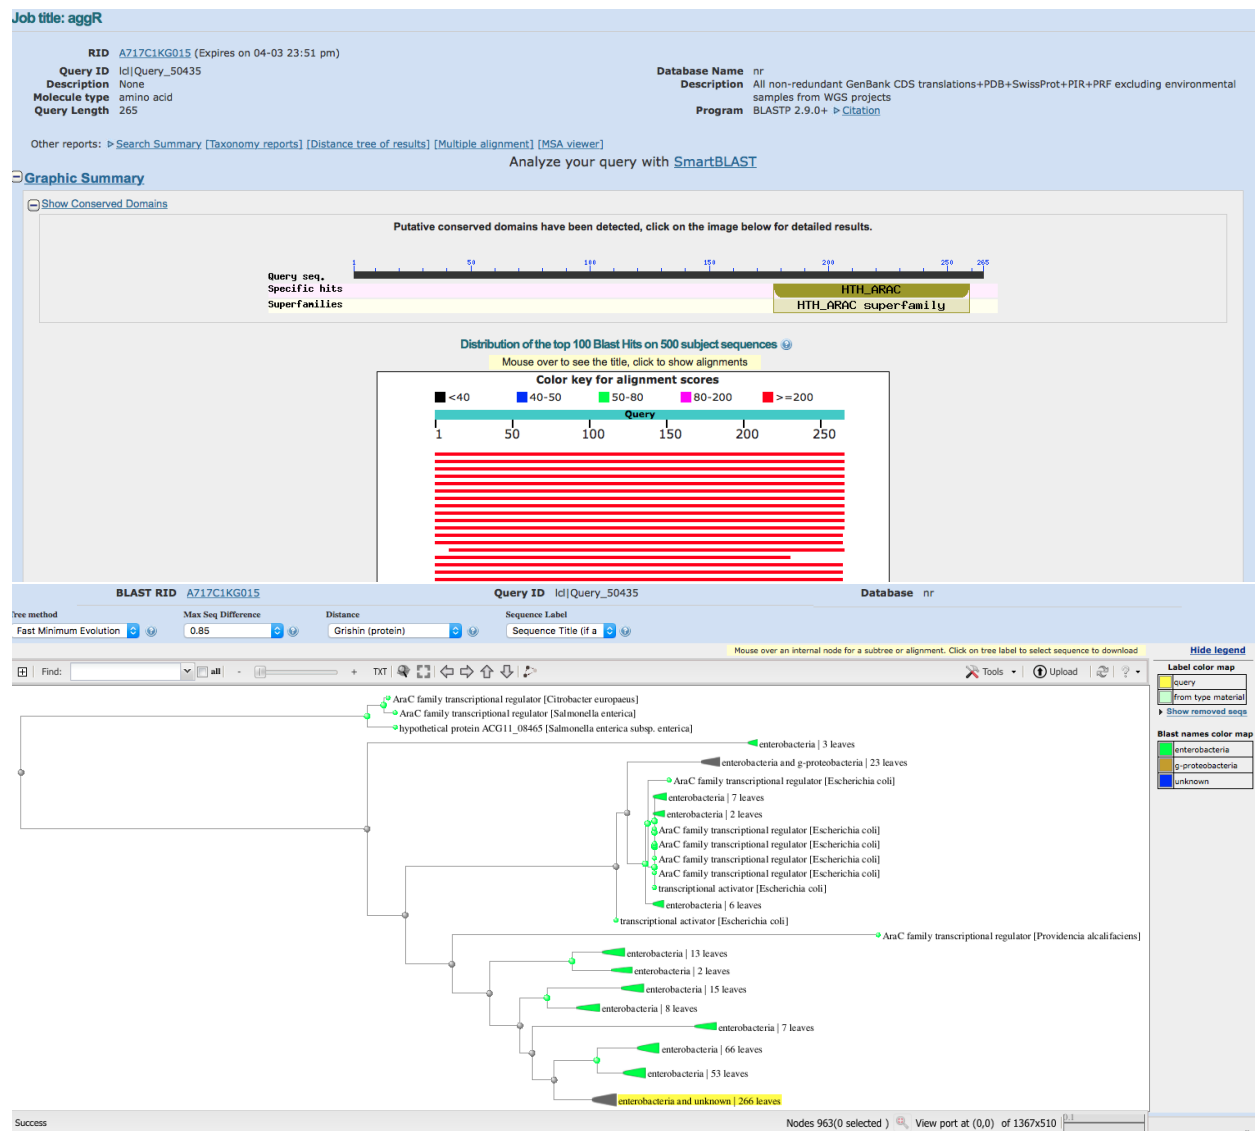 Job title: aggR
RID A717C1KG015 (Expires on 04-03 23:51 pm)
Query ID lcl|Query_50435
Description None
Molecule type amino acid
Query Length 265
Database Name nr
Description All non-redundant GenBank CDS translations+PDB+SwissProt+PIR+PRF excluding environmental
samples from WGS projects
Program BLASTP 2.9.0+ Citation
Other reports: Search Summary [Taxonomy reports] [Distance tree of results] [Multiple alignment] [MSA viewer]
Analyze your query with SmartBLAST
Graphic Summary
Show Conserved Domains
Putative conserved domains have been detected, click on the image below for detailed results.
1 50 100 150 200 250 265
Query seq.
Specific hits HTH_ARAC
Superfamilies HTH_ARAC superfamily
Distribution of the top 100 Blast Hits on 500 subject sequences
Mouse over to see the title, click to show alignments
Color key for alignment scores
<40 40-50 50-80 80-200 >=200
Query
1 50 100 150 200 250
BLAST RID A717C1KG015 Query ID lcl|Query_50435 Database nr
Tree method Max Seq Difference Distance Sequence Label
Fast Minimum Evolution 0.85 Grishin (protein) Sequence Title (if a
Mouse over an internal node for a subtree or alignment. Click on tree label to select sequence to download Hide legend
Find: all - + TXT Tools Upload ?
Label color map
query
from type material
Show removed seqs
Blast names color map
enterobacteria
g-proteobacteria
unknown
AraC family transcriptional regulator [Citrobacter europaeus]
AraC family transcriptional regulator [Salmonella enterica]
hypothetical protein ACG11_08465 [Salmonella enterica subsp. enterica]
enterobacteria | 3 leaves
enterobacteria and g-proteobacteria | 23 leaves
AraC family transcriptional regulator [Escherichia coli]
enterobacteria | 7 leaves
enterobacteria | 2 leaves
AraC family transcriptional regulator [Escherichia coli]
AraC family transcriptional regulator [Escherichia coli]
AraC family transcriptional regulator [Escherichia coli]
AraC family transcriptional regulator [Escherichia coli]
transcriptional activator [Escherichia coli]
enterobacteria | 6 leaves
transcriptional activator [Escherichia coli]
AraC family transcriptional regulator [Providencia alcalifaciens]
enterobacteria | 13 leaves
enterobacteria | 2 leaves
enterobacteria | 15 leaves
enterobacteria | 8 leaves
enterobacteria | 7 leaves
enterobacteria | 66 leaves
enterobacteria | 53 leaves
enterobacteria and unknown | 266 leaves
Success Nodes 963(0 selected ) View port at (0,0) of 1367x510 0.1